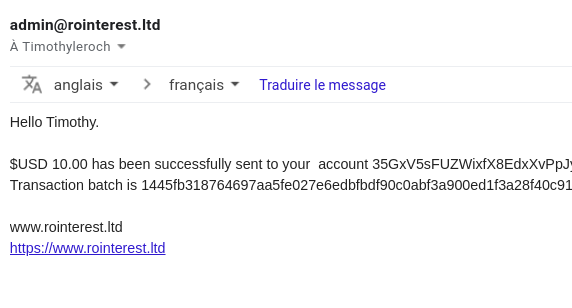 admin@rointerest.ltd
À Timothyleroch
anglais > français Traduire le message
Hello Timothy.
$USD 10.00 has been successfully sent to your account 35GxV5sFUZWixfX8EdxXvPpJ
Transaction batch is 1445fb318764697aa5fe027e6edbfbdf90c0abf3a900ed1f3a28f40c91
www.rointerest.ltd
https://www.rointerest.ltd